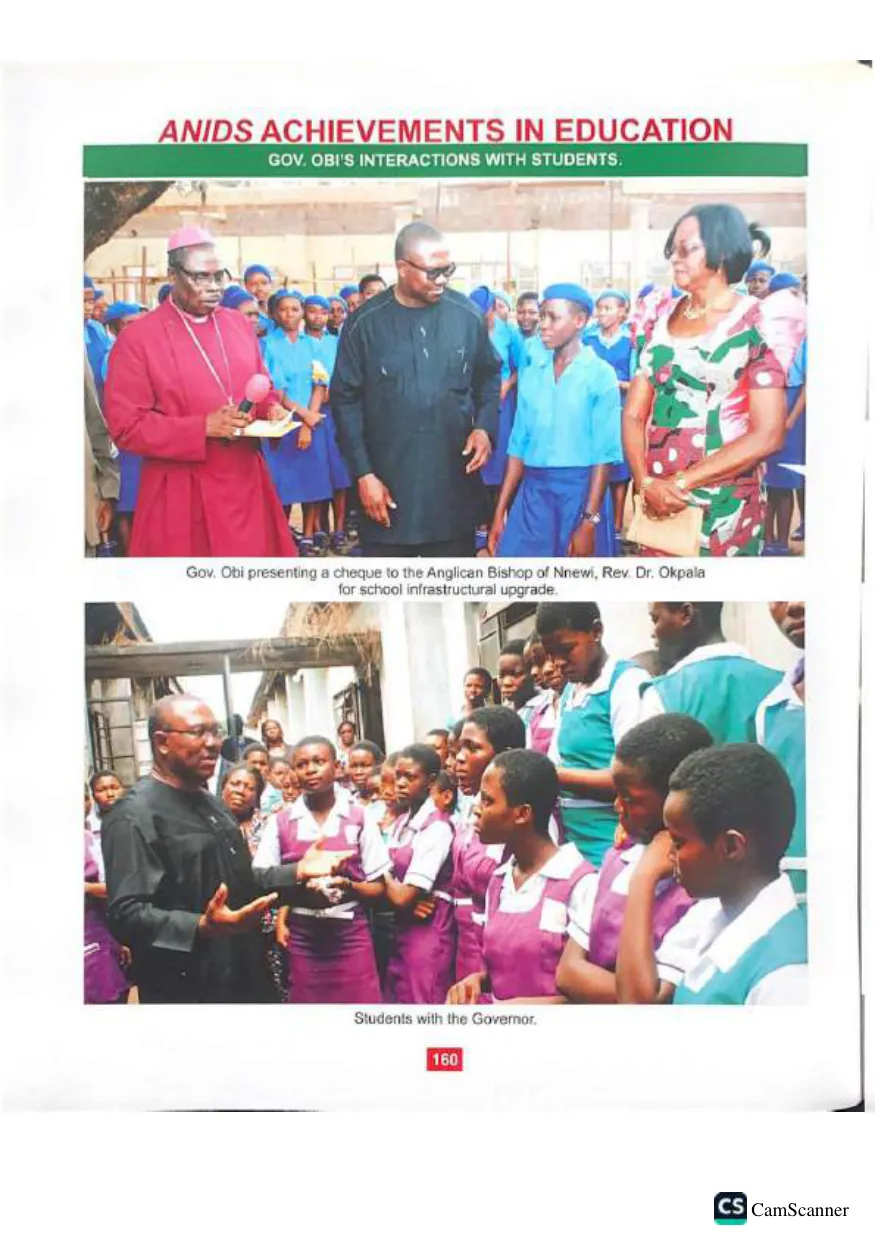 ANIDS ACHIEVEMENTS IN EDUCATION
GOV. OBI'S INTERACTIONS WITH STUDENTS.
Gov. Obi presenting a cheque to the Anglican Bishop of Nnewi, Rev. Dr. Okpala
for school infrastructural upgrade.
Students with the Governor.
160
CS CamScanner